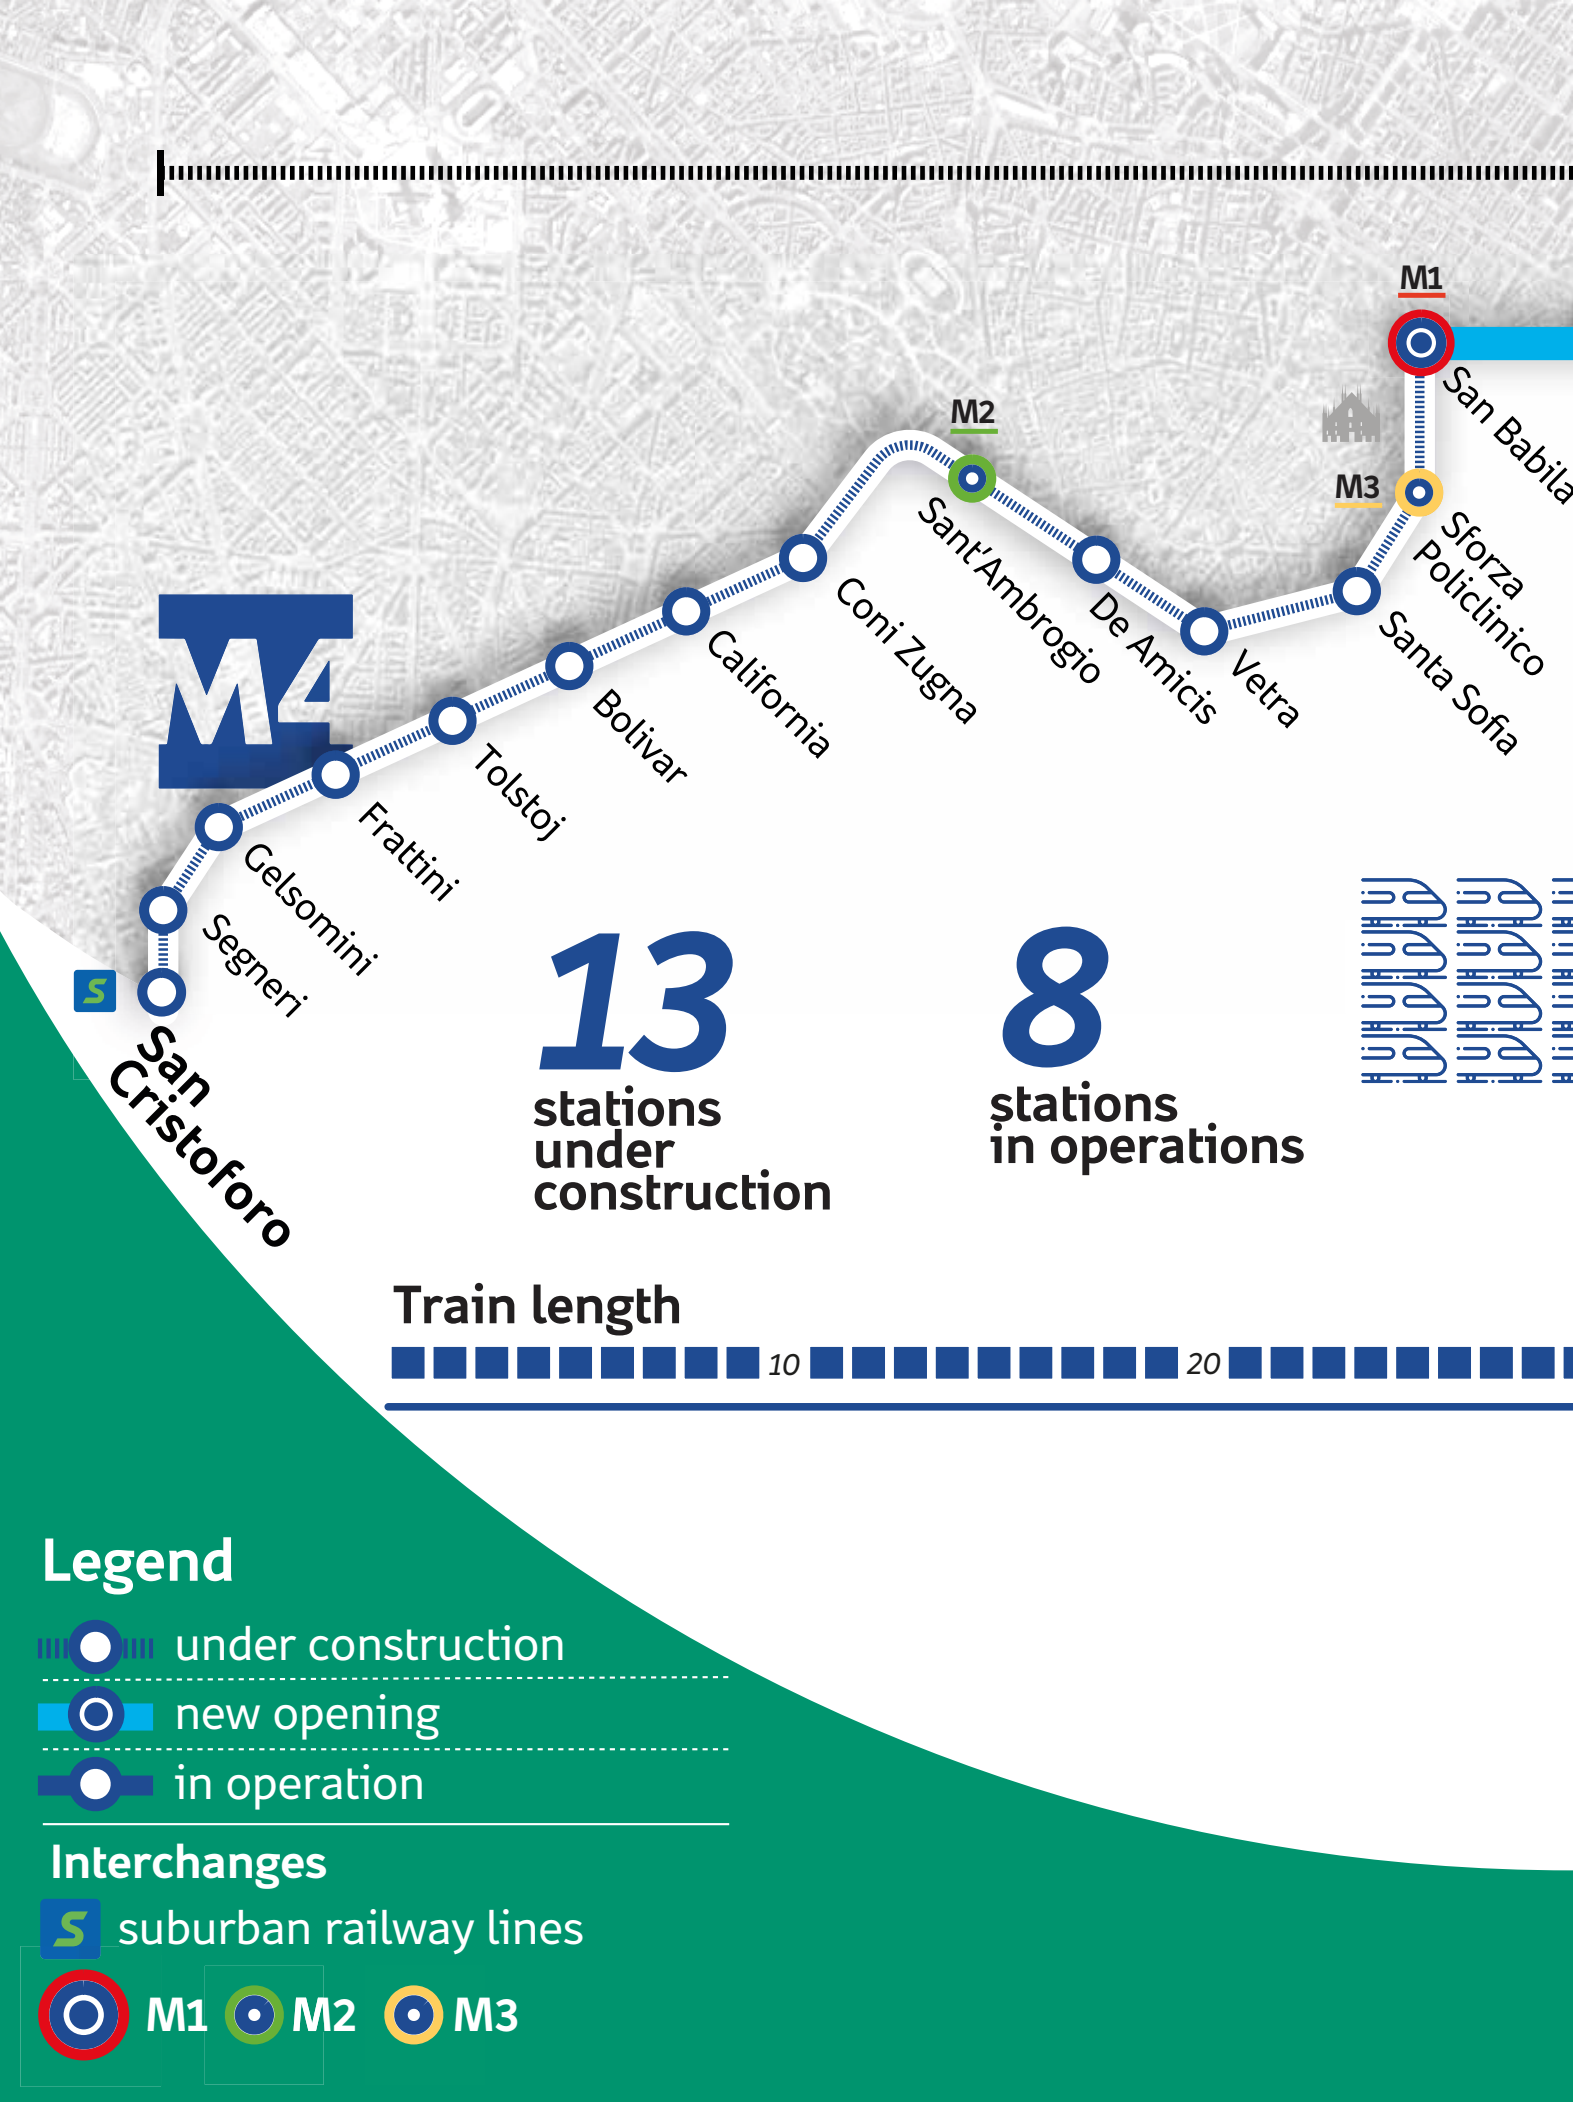 M1
San Babila
M2
M3
Sforza
Policlinico
Sant'Ambrogio
De Amicis
Vetra
Santa Sofia
Coni Zugna
California
Bolivar
Tolstoj
Frattini
Gelsomini
Segneri
M4
S
San
Cristoforo
13
stations
under
construction
8
stations
in operations
Train length
10
20
Legend
under construction
new opening
in operation
Interchanges
S suburban railway lines
M1 M2 M3